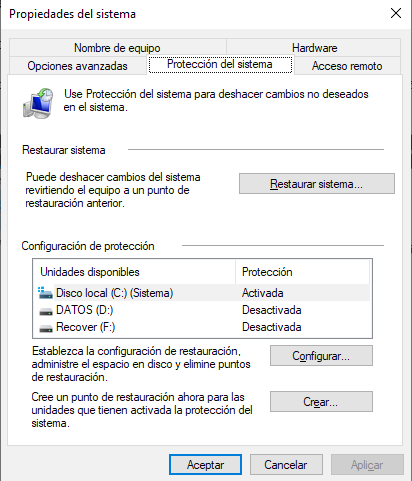 Propiedades del sistema
Nombre de equipo Hardware
Opciones avanzadas Protección del sistema Acceso remoto
Use Protección del sistema para deshacer cambios no deseados
en el sistema.
Restaurar sistema
Puede deshacer cambios del sistema
revirtiendo el equipo a un punto de
restauración anterior.
Restaurar sistema...
Configuración de protección
Unidades disponibles Protección
Disco local (C:) (Sistema) Activada
DATOS (D:) Desactivada
Recover (F:) Desactivada
Establezca la configuración de restauración,
administre el espacio en disco y elimine puntos
de restauración.
Configurar...
Cree un punto de restauración ahora para las
unidades que tienen activada la protección del
sistema.
Crear...
Aceptar Cancelar Aplicar